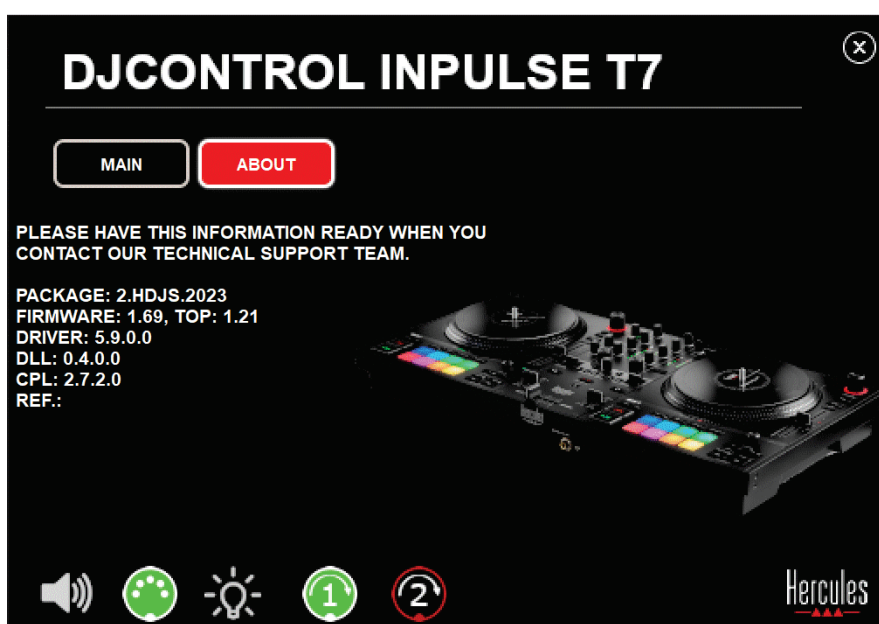 DJCONTROL INPULSE T7
MAIN
ABOUT
PLEASE HAVE THIS INFORMATION READY WHEN YOU
CONTACT OUR TECHNICAL SUPPORT TEAM.
PACKAGE: 2.HDJS.2023
FIRMWARE: 1.69, TOP: 1.21
DRIVER: 5.9.0.0
DLL: 0.4.0.0
CPL: 2.7.2.0
REF.:
1
2
Hercules